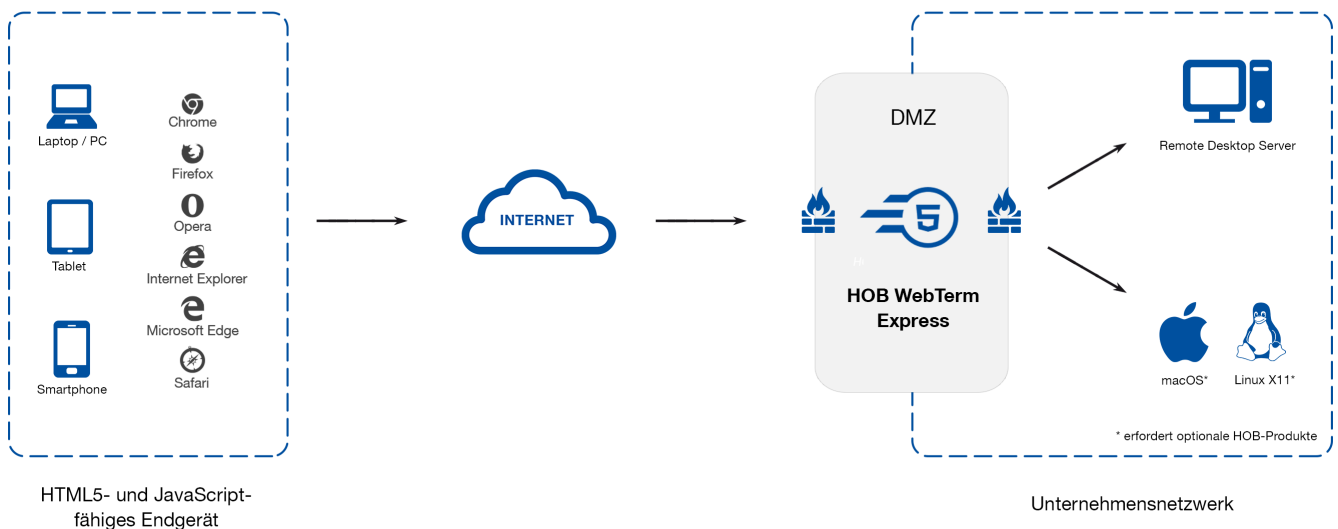 Laptop / PC
Tablet
Smartphone
Chrome
Firefox
Opera
Internet Explorer
Microsoft Edge
Safari
HTML5- und JavaScript-
fähiges Endgerät
INTERNET
DMZ
5
H
HOB WebTerm
Express
Remote Desktop Server
macOS*
Linux X11*
* erfordert optionale HOB-Produkte
Unternehmensnetzwerk